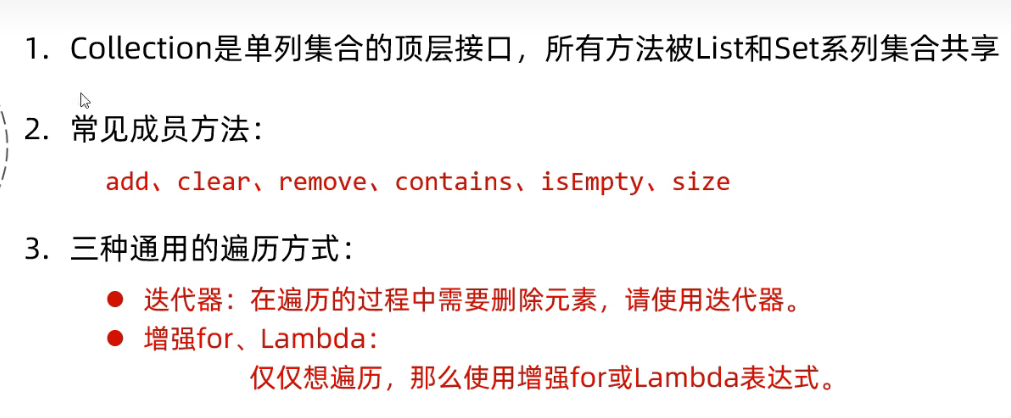 1. Collection是单列集合的顶层接口，所有方法被List和Set系列集合共享
2. 常见成员方法：
add、clear、remove、contains、isEmpty、size
3. 三种通用的遍历方式：
● 迭代器：在遍历的过程中需要删除元素，请使用迭代器。
● 增强for、Lambda：
仅仅想遍历，那么使用增强for或Lambda表达式。